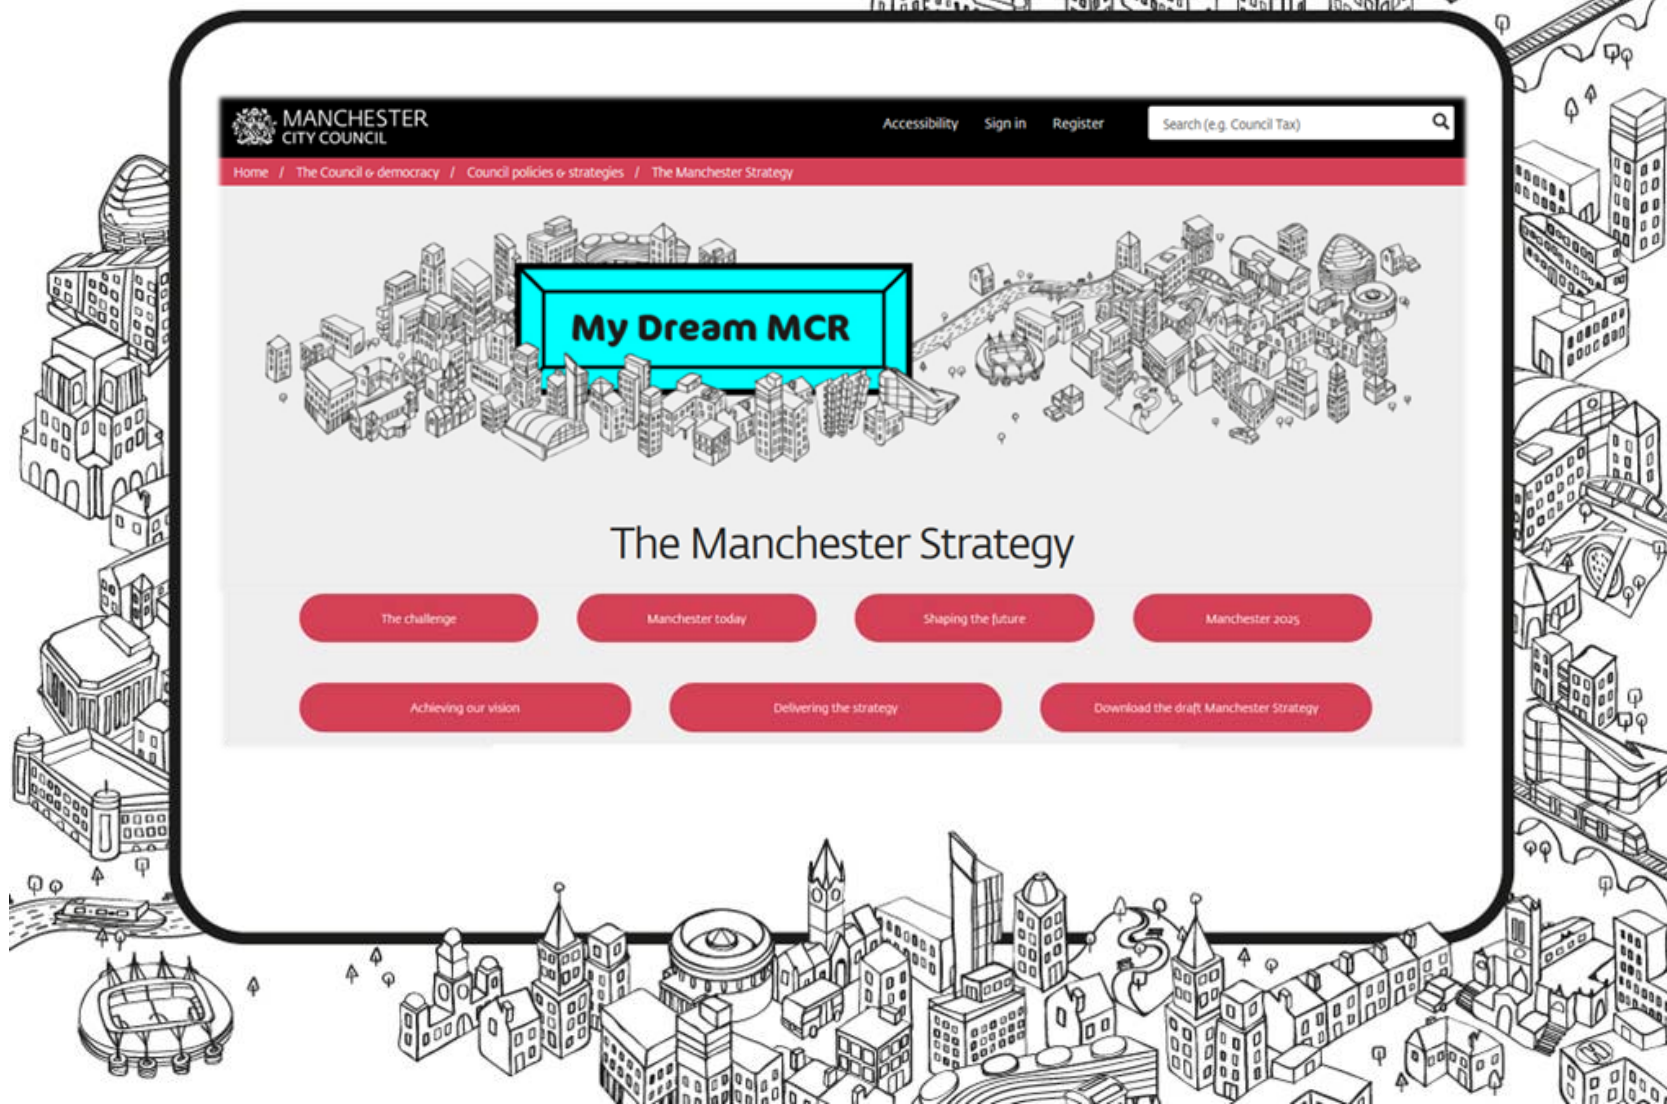 MANCHESTER
CITY COUNCIL
Accessibility Sign in Register Search (e.g. Council Tax)
Home / The Council & democracy / Council policies & strategies / The Manchester Strategy
My Dream MCR
The Manchester Strategy
The challenge Manchester today Shaping the future Manchester 2025
Achieving our vision Delivering the strategy Download the draft Manchester Strategy